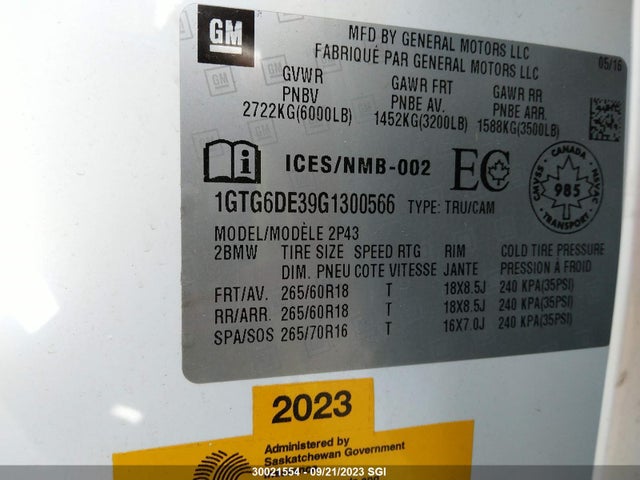 GM
MFD BY GENERAL MOTORS LLC
FABRIQUÉ PAR GENERAL MOTORS LLC
05/16
GVWR GAWR FRT GAWR RR
PNBV PNBE AV. PNBE ARR.
2722KG(6000LB) 1452KG(3200LB) 1588KG(3500LB)
ICES/NMB-002
EC
CANADA
CMVSS 985 NSVAC
TRANSPORT
1GTG6DE39G1300566 TYPE: TRU/CAM
MODEL/MODÈLE 2P43
2BMW TIRE SIZE SPEED RTG RIM COLD TIRE PRESSURE
DIM. PNEU COTE VITESSE JANTE PRESSION A FROID
FRT/AV. 265/60R18 T 18X8.5J 240 KPA(35PSI)
RR/ARR. 265/60R18 T 18X8.5J 240 KPA(35PSI)
SPA/SOS 265/70R16 T 16X7.0J 240 KPA(35PSI)
2023
Administered by
Saskatchewan Government
30021554 - 09/21/2023 SGI